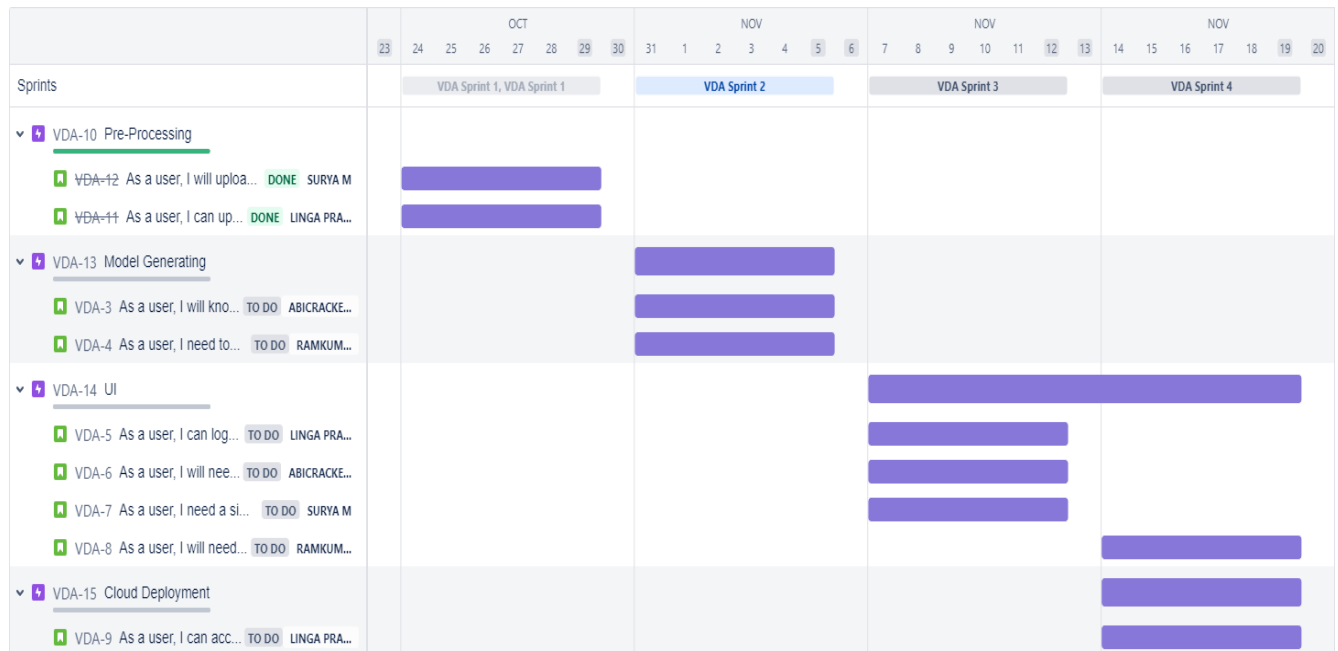 OCT NOV NOV NOV
23 24 25 26 27 28 29 30 31 1 2 3 4 5 6 7 8 9 10 11 12 13 14 15 16 17 18 19 20
Sprints VDA Sprint 1, VDA Sprint 1 VDA Sprint 2 VDA Sprint 3 VDA Sprint 4
VDA-10 Pre-Processing
VDA-12 As a user, I will uploa... DONE SURYA M
VDA-11 As a user, I can up... DONE LINGA PRA...
VDA-13 Model Generating
VDA-3 As a user, I will kno... TO DO ABICRACKE...
VDA-4 As a user, I need to... TO DO RAMKUM...
VDA-14 UI
VDA-5 As a user, I can log... TO DO LINGA PRA...
VDA-6 As a user, I will nee... TO DO ABICRACKE...
VDA-7 As a user, I need a si... TO DO SURYA M
VDA-8 As a user, I will need... TO DO RAMKUM...
VDA-15 Cloud Deployment
VDA-9 As a user, I can acc... TO DO LINGA PRA...